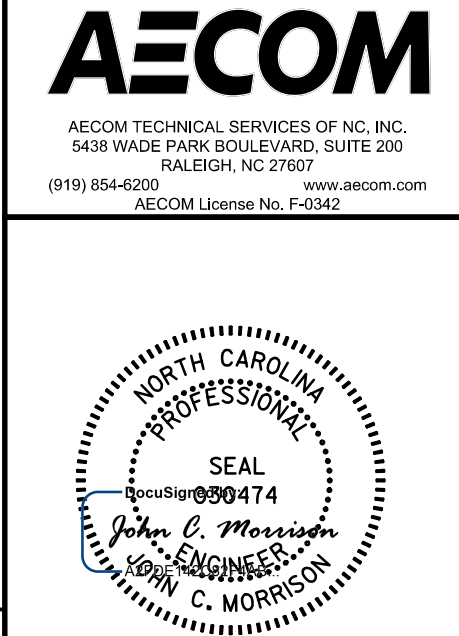 AECOM
AECOM TECHNICAL SERVICES OF NC, INC.
5438 WADE PARK BOULEVARD, SUITE 200
RALEIGH, NC 27607
(919) 854-6200 www.aecom.com
AECOM License No. F-0342
NORTH CAROLINA
PROFESSIONAL
SEAL
DocuSigned by:
030474
John C. Morrison
ENGINEER
JOHN C. MORRISON